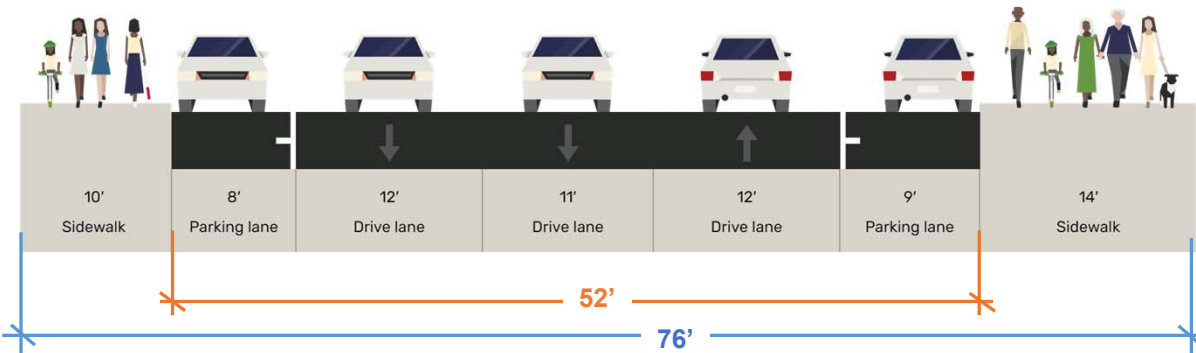 10’ 8’ 12’ 11’ 12’ 9’ 14’
Sidewalk Parking lane Drive lane Drive lane Drive lane Parking lane Sidewalk
52’
76’